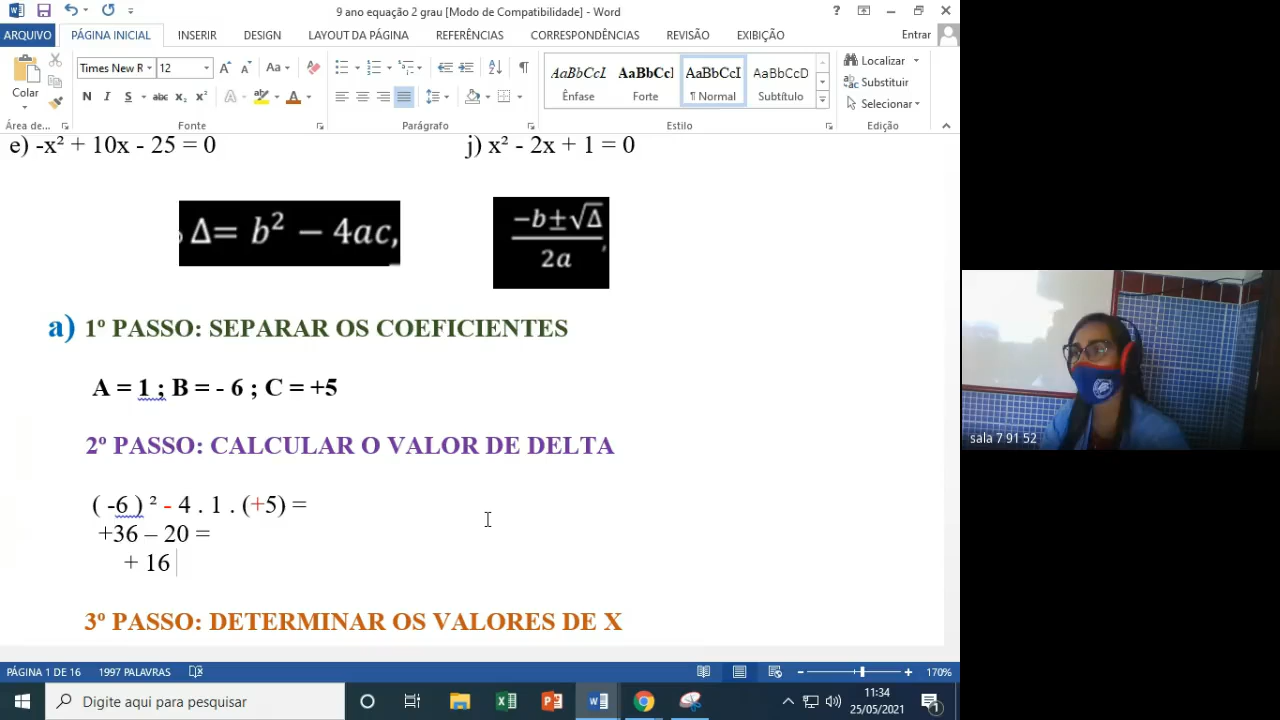 9 ano equação 2 grau [Modo de Compatibilidade] - Word
ARQUIVO PÁGINA INICIAL INSERIR DESIGN LAYOUT DA PÁGINA REFERÊNCIAS CORRESPONDÊNCIAS REVISÃO EXIBIÇÃO Entrar
Colar
Times New R 12
N I S abc x₂ x²
AaBbCcI AaBbCcI AaBbCcI AaBbCcD
Ênfase Forte ¶ Normal Subtítulo
Localizar
Substituir
Selecionar
Área de... Fonte Parágrafo Estilo Edição
e) -x² + 10x - 25 = 0 j) x² - 2x + 1 = 0
Δ= b² − 4ac,
−b±√Δ
2a ,
a) 1º PASSO: SEPARAR OS COEFICIENTES
A = 1 ; B = - 6 ; C = +5
2º PASSO: CALCULAR O VALOR DE DELTA
( -6 ) ² - 4 . 1 . (+5) =
+36 – 20 =
+ 16
3º PASSO: DETERMINAR OS VALORES DE X
sala 7 91 52
PÁGINA 1 DE 16 1997 PALAVRAS 170%
Digite aqui para pesquisar
11:34
25/05/2021